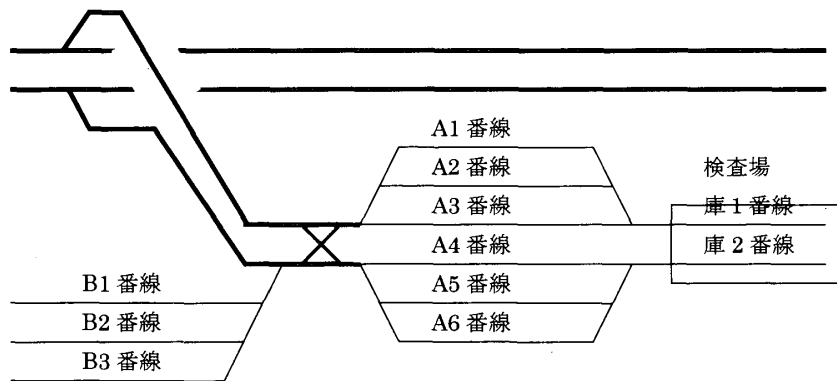 A1 番線
A2 番線
検査場
A3 番線
庫 1 番線
A4 番線
庫 2 番線
B1 番線
A5 番線
B2 番線
A6 番線
B3 番線